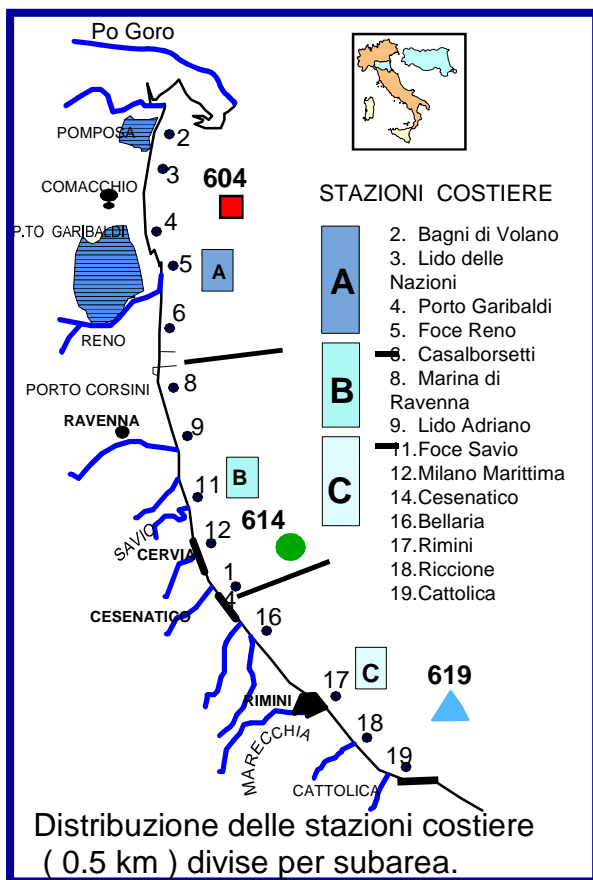 Po Goro
POMPOSA
2
3
COMACCHIO
604
STAZIONI COSTIERE
P.TO GARIBALDI
4
5
A
6
RENO
PORTO CORSINI
8
RAVENNA
9
11
B
SAVIO
12
614
CERVIA
1
4
CESENATICO
16
17
C
619
RIMINI
MARECCHIA
18
19
CATTOLICA
A
B
C
2. Bagni di Volano
3. Lido delle
Nazioni
4. Porto Garibaldi
5. Foce Reno
Casalborsetti
8. Marina di
Ravenna
9. Lido Adriano
11.Foce Savio
12.Milano Marittima
14.Cesenatico
16.Bellaria
17.Rimini
18.Riccione
19.Cattolica
Distribuzione delle stazioni costiere
( 0.5 km ) divise per subarea.